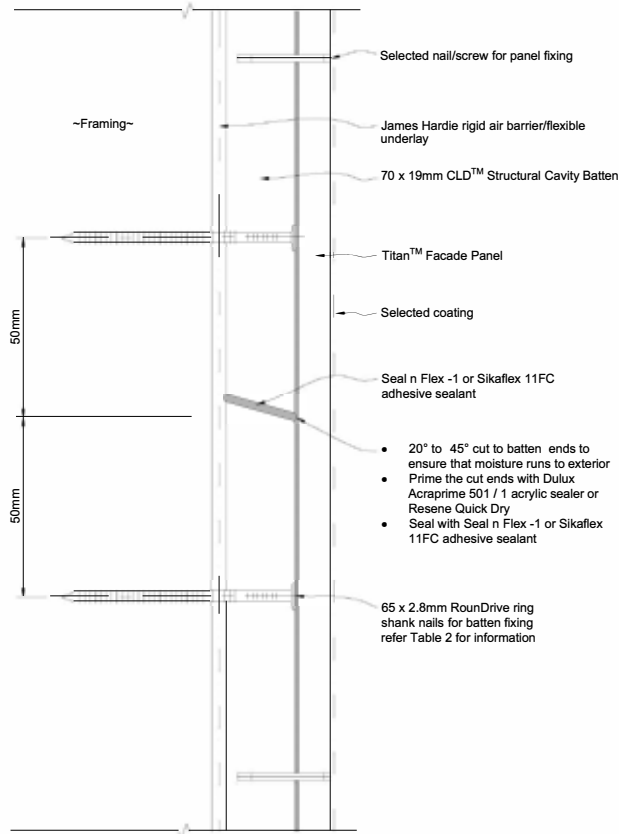 Selected nail/screw for panel fixing
~Framing~
James Hardie rigid air barrier/flexible
underlay
70 x 19mm CLD™ Structural Cavity Batten
Titan™ Facade Panel
50mm
Selected coating
Seal n Flex -1 or Sikaflex 11FC
adhesive sealant
• 20° to 45° cut to batten ends to
ensure that moisture runs to exterior
• Prime the cut ends with Dulux
Acraprime 501 / 1 acrylic sealer or
Resene Quick Dry
• Seal with Seal n Flex -1 or Sikaflex
11FC adhesive sealant
50mm
65 x 2.8mm RounDrive ring
shank nails for batten fixing
refer Table 2 for information